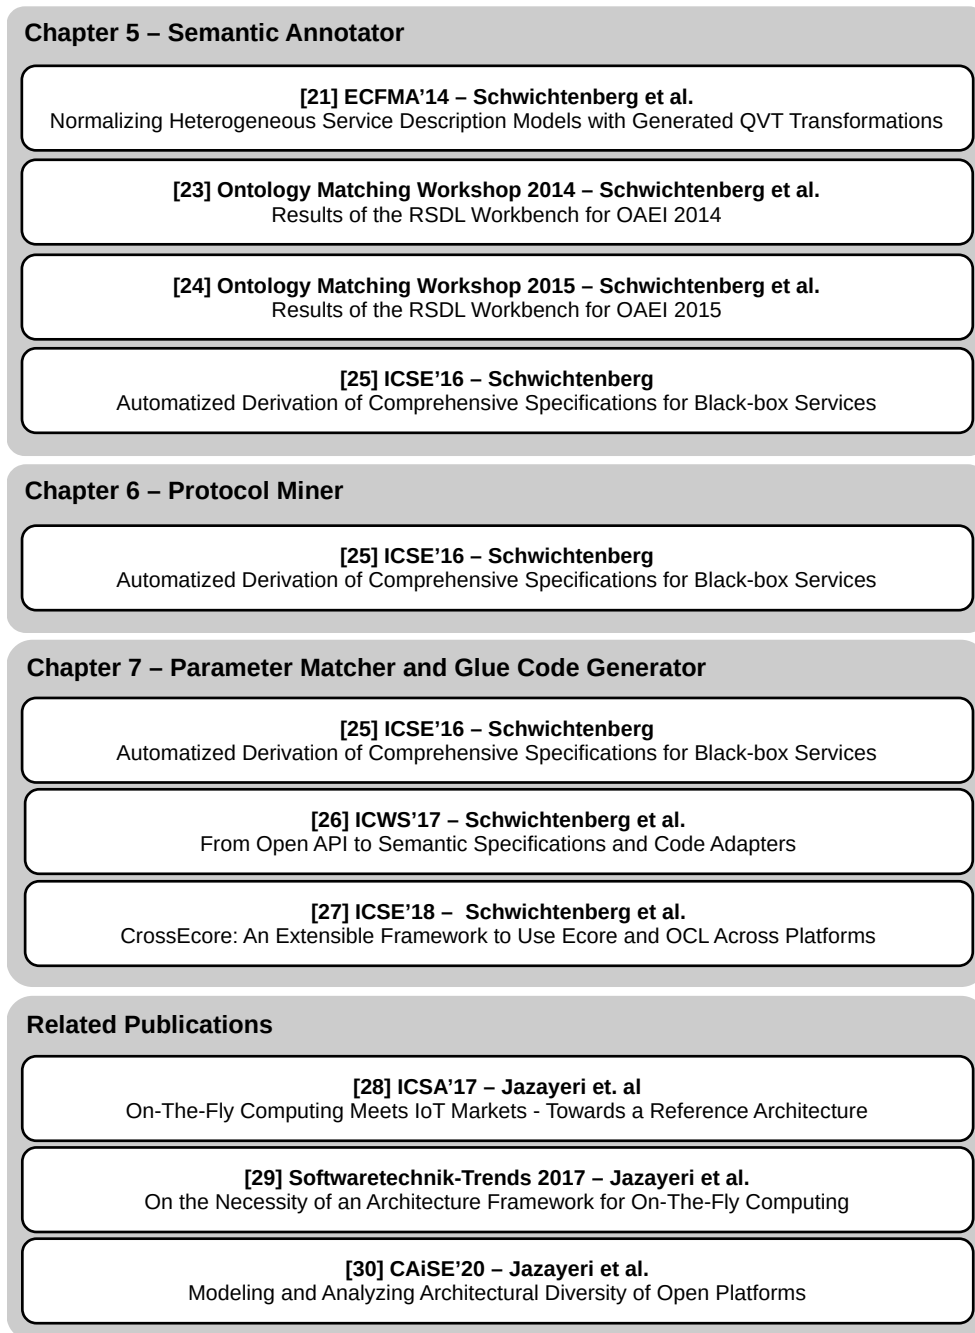 Chapter 5 – Semantic Annotator
[21] ECFMA’14 – Schwichtenberg et al.
Normalizing Heterogeneous Service Description Models with Generated QVT Transformations
[23] Ontology Matching Workshop 2014 – Schwichtenberg et al.
Results of the RSDL Workbench for OAEI 2014
[24] Ontology Matching Workshop 2015 – Schwichtenberg et al.
Results of the RSDL Workbench for OAEI 2015
[25] ICSE’16 – Schwichtenberg
Automatized Derivation of Comprehensive Specifications for Black-box Services
Chapter 6 – Protocol Miner
[25] ICSE’16 – Schwichtenberg
Automatized Derivation of Comprehensive Specifications for Black-box Services
Chapter 7 – Parameter Matcher and Glue Code Generator
[25] ICSE’16 – Schwichtenberg
Automatized Derivation of Comprehensive Specifications for Black-box Services
[26] ICWS’17 – Schwichtenberg et al.
From Open API to Semantic Specifications and Code Adapters
[27] ICSE’18 – Schwichtenberg et al.
CrossEcore: An Extensible Framework to Use Ecore and OCL Across Platforms
Related Publications
[28] ICSA’17 – Jazayeri et. al
On-The-Fly Computing Meets IoT Markets - Towards a Reference Architecture
[29] Softwaretechnik-Trends 2017 – Jazayeri et al.
On the Necessity of an Architecture Framework for On-The-Fly Computing
[30] CAiSE’20 – Jazayeri et al.
Modeling and Analyzing Architectural Diversity of Open Platforms